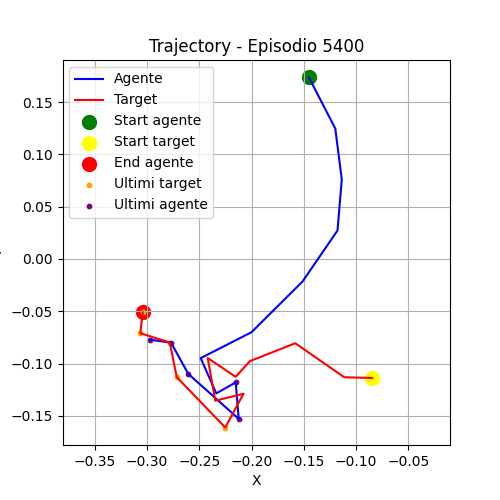 Trajectory - Episodio 5400
Agente
Target
Start agente
Start target
End agente
Ultimi target
Ultimi agente
0.15
0.10
0.05
0.00
−0.05
−0.10
−0.15
−0.35
−0.30
−0.25
−0.20
−0.15
−0.10
−0.05
X